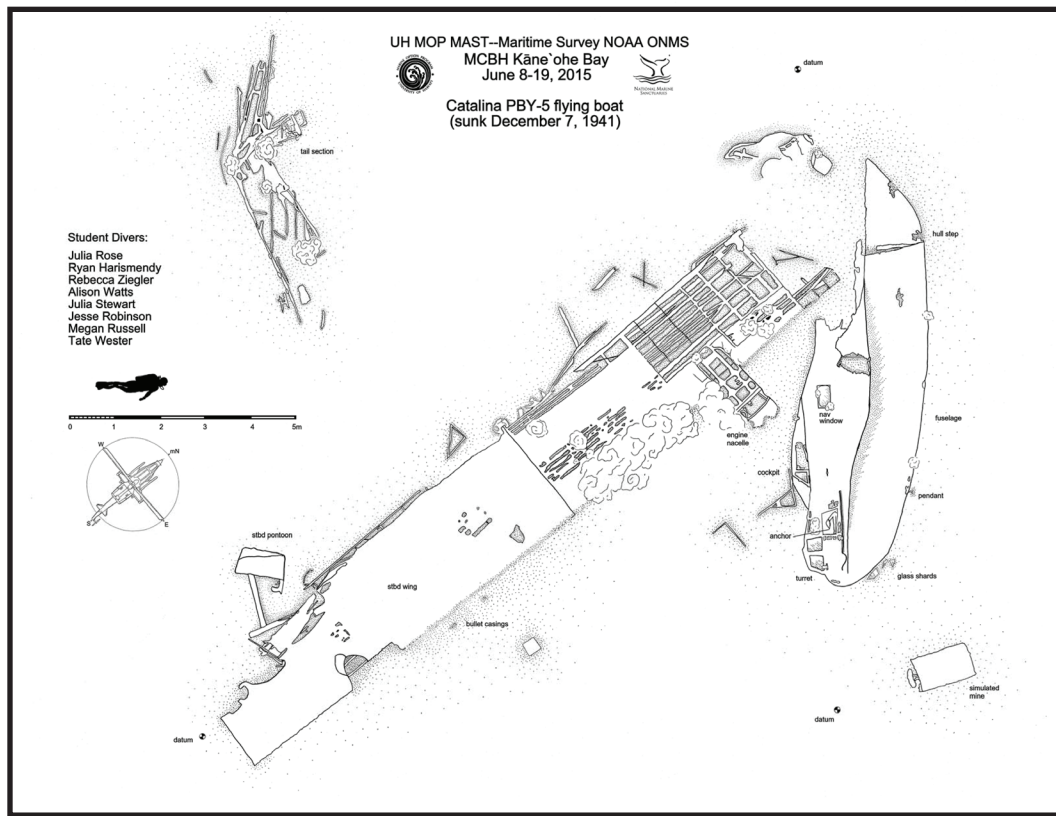 UH MOP MAST--Maritime Survey NOAA ONMS
MCBH Kāne`ohe Bay
June 8-19, 2015
NATIONAL MARINE
SANCTUARIES
Catalina PBY-5 flying boat
(sunk December 7, 1941)
datum
tail section
hull step
Student Divers:
Julia Rose
Ryan Harismendy
Rebecca Ziegler
Alison Watts
Julia Stewart
Jesse Robinson
Megan Russell
Tate Wester
0 1 2 3 4 5m
W
mN
S
E
nav
window
fuselage
engine
nacelle
cockpit
pendant
anchor
stbd pontoon
turret
glass shards
stbd wing
bullet casings
simulated
mine
datum
datum